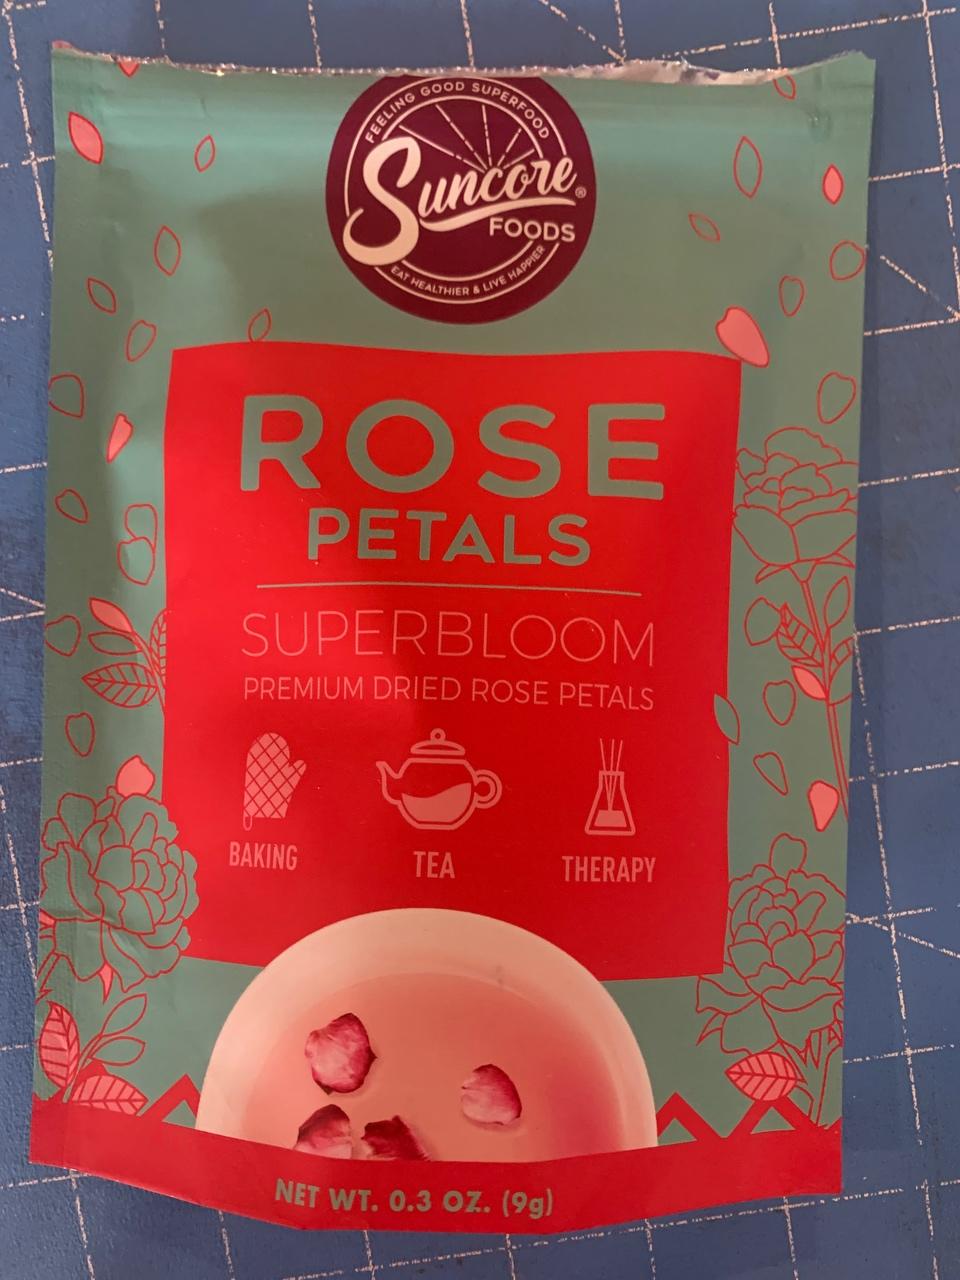 FEELING GOOD SUPERFOOD
Suncore®
FOODS
EAT HEALTHIER & LIVE HAPPIER
ROSE
PETALS
SUPERBLOOM
PREMIUM DRIED ROSE PETALS
BAKING TEA THERAPY
NET WT. 0.3 OZ. (9g)